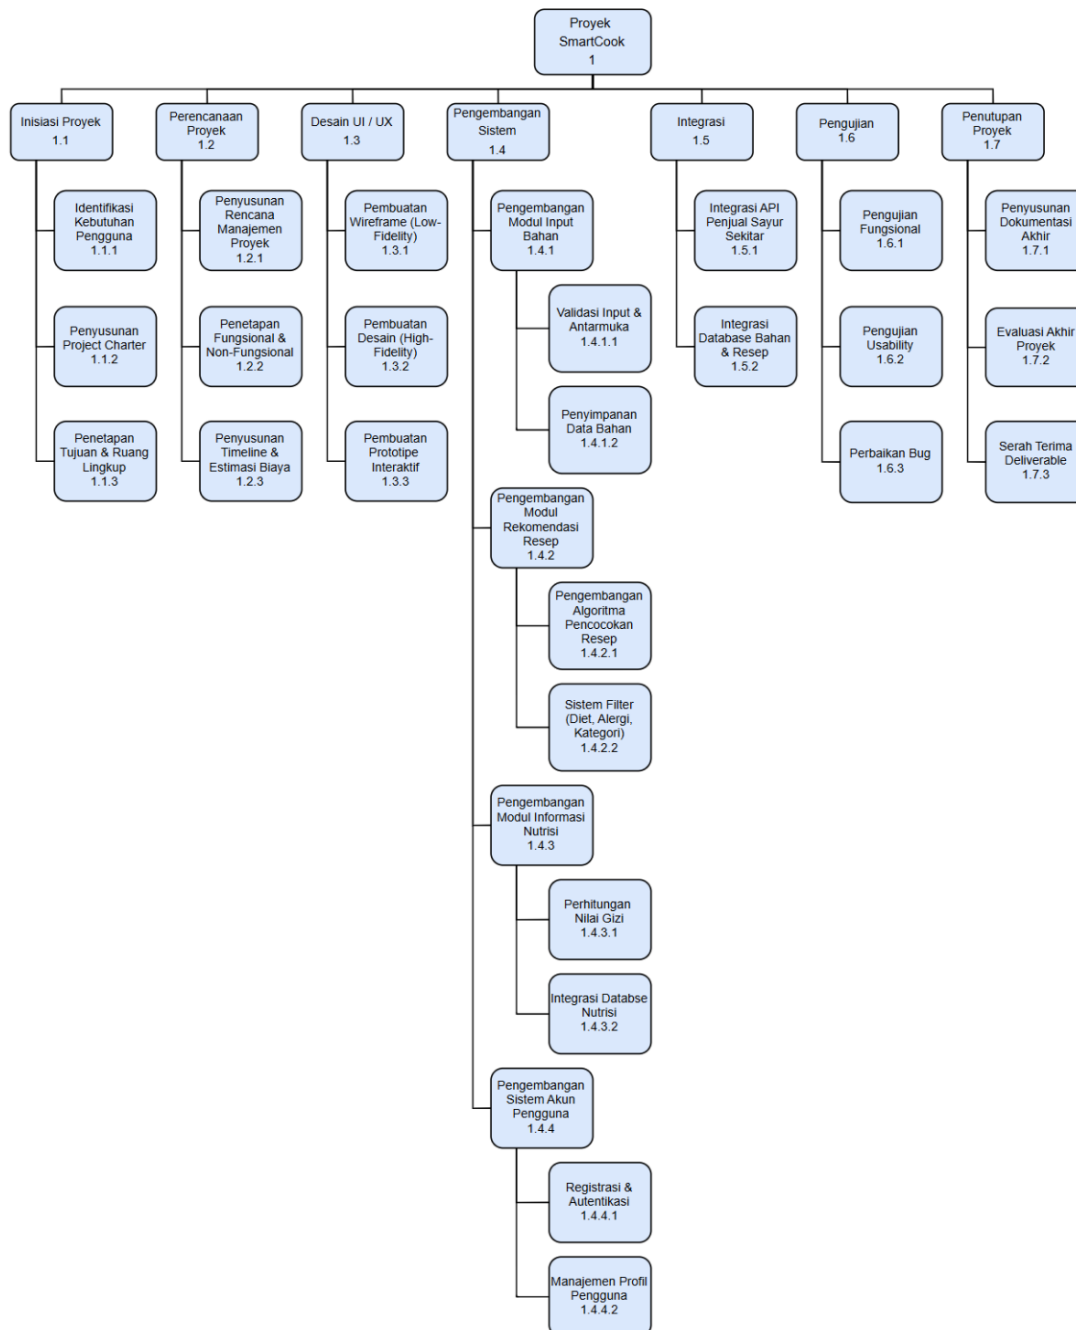 Proyek
SmartCook
1
Inisiasi Proyek
1.1
Perencanaan
Proyek
1.2
Desain UI / UX
1.3
Pengembangan
Sistem
1.4
Integrasi
1.5
Pengujian
1.6
Penutupan
Proyek
1.7
Identifikasi
Kebutuhan
Pengguna
1.1.1
Penyusunan
Project Charter
1.1.2
Penetapan
Tujuan & Ruang
Lingkup
1.1.3
Penyusunan
Rencana
Manajemen
Proyek
1.2.1
Penetapan
Fungsional &
Non-Fungsional
1.2.2
Penyusunan
Timeline &
Estimasi Biaya
1.2.3
Pembuatan
Wireframe (Low-
Fidelity)
1.3.1
Pembuatan
Desain (High-
Fidelity)
1.3.2
Pembuatan
Prototipe
Interaktif
1.3.3
Pengembangan
Modul Input
Bahan
1.4.1
Validasi Input &
Antarmuka
1.4.1.1
Penyimpanan
Data Bahan
1.4.1.2
Pengembangan
Modul
Rekomendasi
Resep
1.4.2
Pengembangan
Algoritma
Pencocokan
Resep
1.4.2.1
Sistem Filter
(Diet, Alergi,
Kategori)
1.4.2.2
Pengembangan
Modul Informasi
Nutrisi
1.4.3
Perhitungan
Nilai Gizi
1.4.3.1
Integrasi Databse
Nutrisi
1.4.3.2
Pengembangan
Sistem Akun
Pengguna
1.4.4
Registrasi &
Autentikasi
1.4.4.1
Manajemen Profil
Pengguna
1.4.4.2
Integrasi API
Penjual Sayur
Sekitar
1.5.1
Integrasi
Database Bahan
& Resep
1.5.2
Pengujian
Fungsional
1.6.1
Pengujian
Usability
1.6.2
Perbaikan Bug
1.6.3
Penyusunan
Dokumentasi
Akhir
1.7.1
Evaluasi Akhir
Proyek
1.7.2
Serah Terima
Deliverable
1.7.3